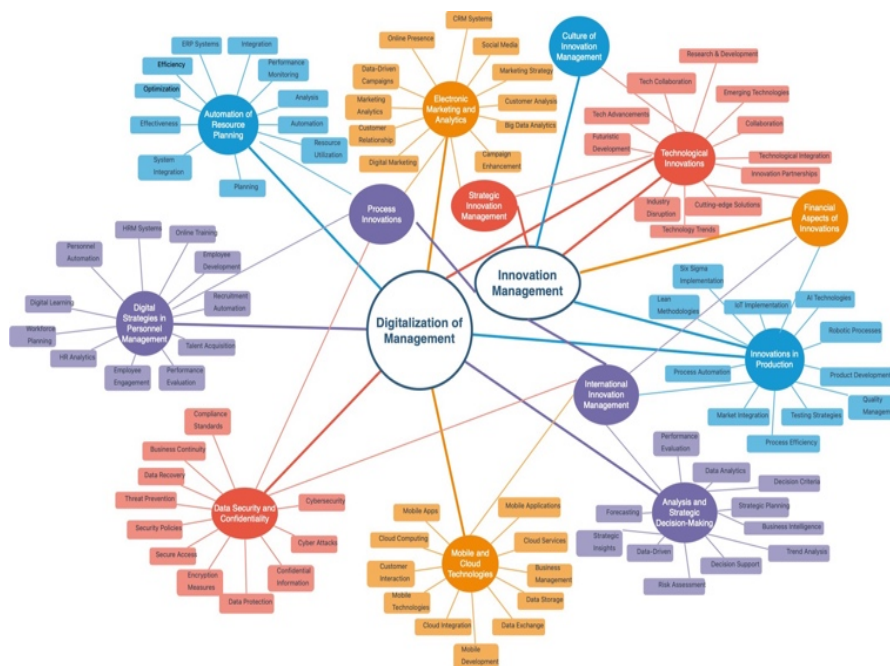 CRM Systems
Online Presence
Social Media
Data-Driven
Campaigns
Marketing Strategy
Marketing
Analytics
Customer Analysis
Customer
Relationship
Big Data Analytics
Digital Marketing
Campaign
Enhancement
Electronic
Marketing and
Analytics
ERP Systems
Integration
Efficiency
Performance
Monitoring
Optimization
Analysis
Effectiveness
Automation
System
Integration
Resource
Utilization
Planning
Automation of
Resource
Planning
Culture of
Innovation
Management
Research & Development
Tech Collaboration
Emerging Technologies
Tech Advancements
Collaboration
Futuristic
Development
Technological Integration
Innovation Partnerships
Industry
Disruption
Cutting-edge Solutions
Technology Trends
Technological
Innovations
Process
Innovations
Strategic
Innovation
Management
Financial
Aspects of
Innovations
Innovation
Management
Digitalization of
Management
HRM Systems
Online Training
Personnel
Automation
Employee
Development
Digital Learning
Recruitment
Automation
Workforce
Planning
Talent Acquisition
HR Analytics
Employee
Engagement
Performance
Evaluation
Digital
Strategies in
Personnel
Management
Six Sigma
Implementation
AI Technologies
Lean
Methodologies
IoT Implementation
Robotic Processes
Process Automation
Product Developmen
Quality
Managem
Market Integration
Testing Strategies
Process Efficiency
Innovations in
Production
International
Innovation
Management
Compliance
Standards
Business Continuity
Data Recovery
Threat Prevention
Cybersecurity
Security Policies
Cyber Attacks
Secure Access
Confidential
Information
Encryption
Measures
Data Protection
Data Security and
Confidentiality
Mobile Apps
Mobile Applications
Cloud Computing
Cloud Services
Customer
Interaction
Business
Management
Mobile
Technologies
Data Storage
Cloud Integration
Data Exchange
Mobile
Development
Mobile and
Cloud
Technologies
Performance
Evaluation
Data Analytics
Decision Criteria
Forecasting
Strategic Planning
Strategic
Insights
Business Intelligence
Data-Driven
Trend Analysis
Decision Support
Risk Assessment
Analysis and
Strategic
Decision-Making